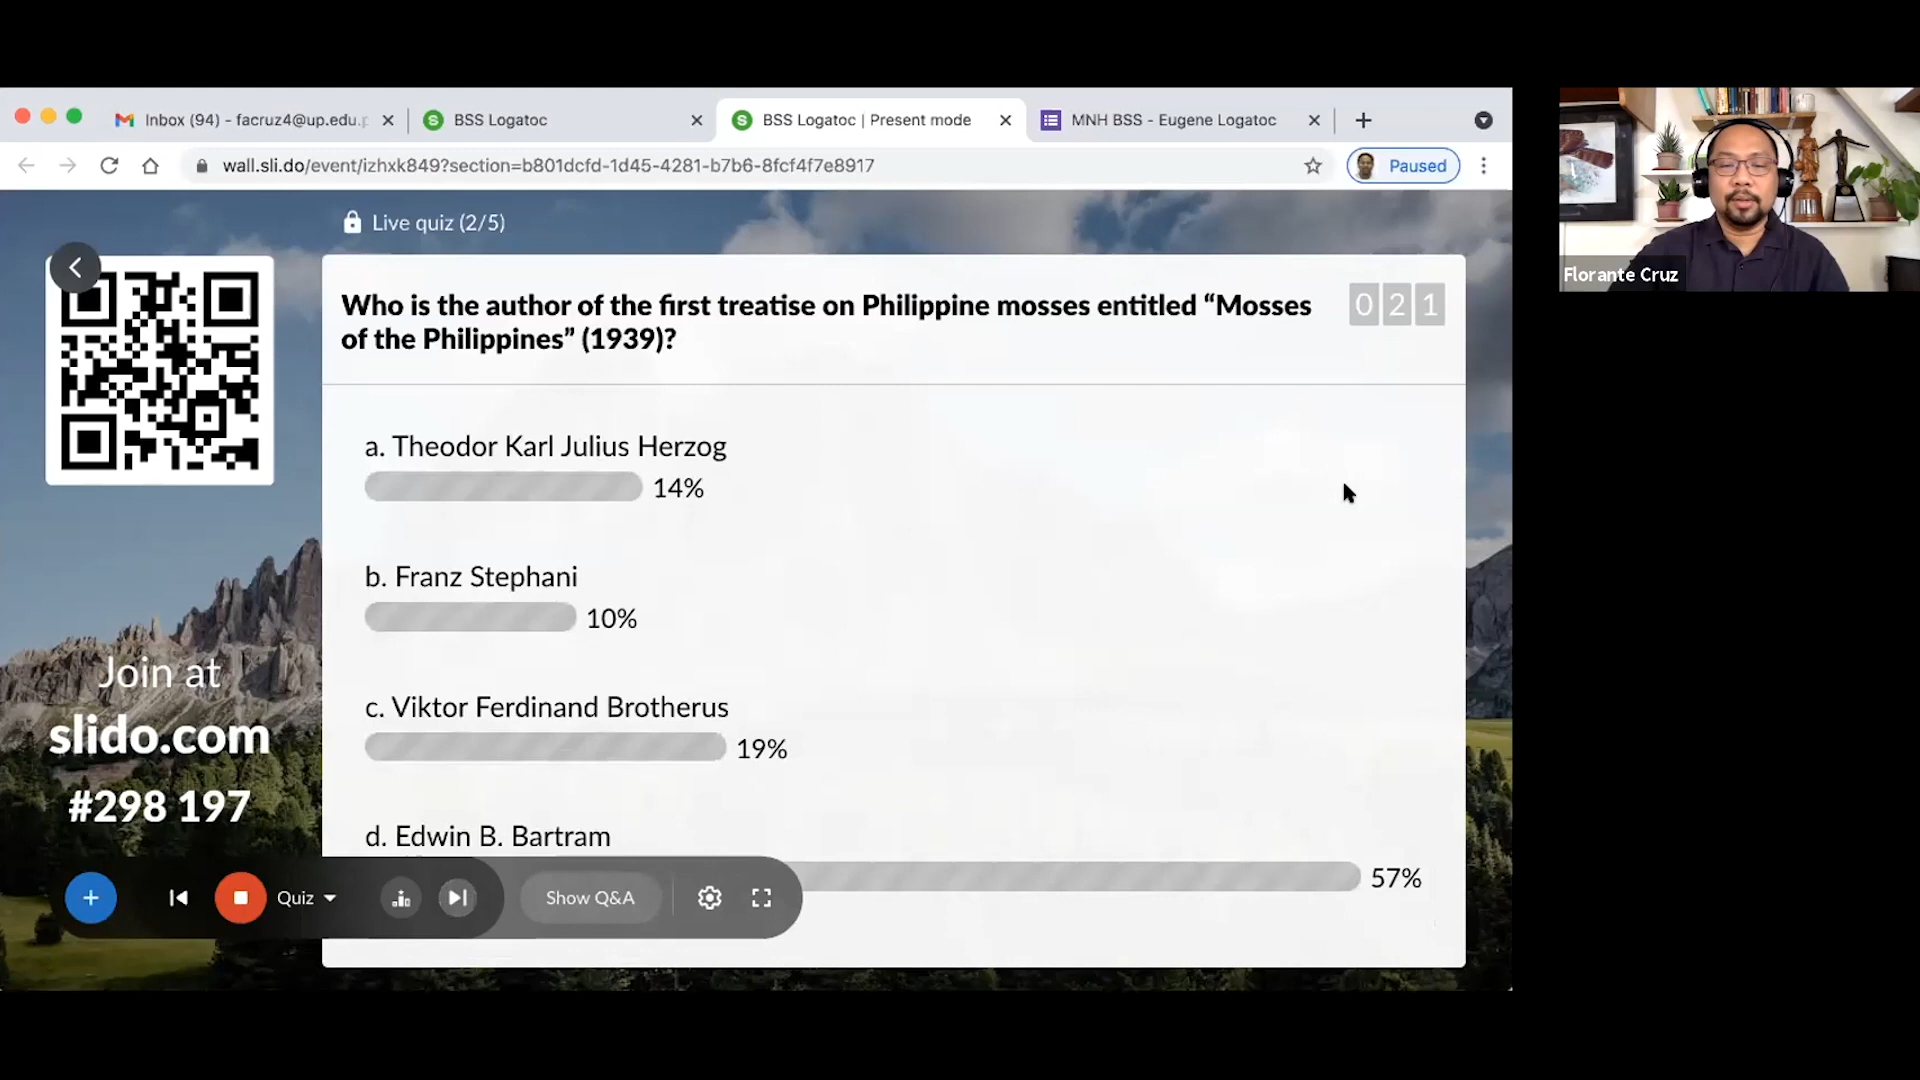 Inbox (94) - facruz4@up.edu.p
BSS Logatoc
BSS Logatoc | Present mode
MNH BSS - Eugene Logatoc
wall.sli.do/event/izhxk849?section=b801dcfd-1d45-4281-b7b6-8fcf4f7e8917
Paused
Live quiz (2/5)
Who is the author of the first treatise on Philippine mosses entitled “Mosses
of the Philippines” (1939)?
021
a. Theodor Karl Julius Herzog
14%
b. Franz Stephani
10%
c. Viktor Ferdinand Brotherus
19%
d. Edwin B. Bartram
57%
Join at
slido.com
#298 197
Quiz
Show Q&A
Florante Cruz